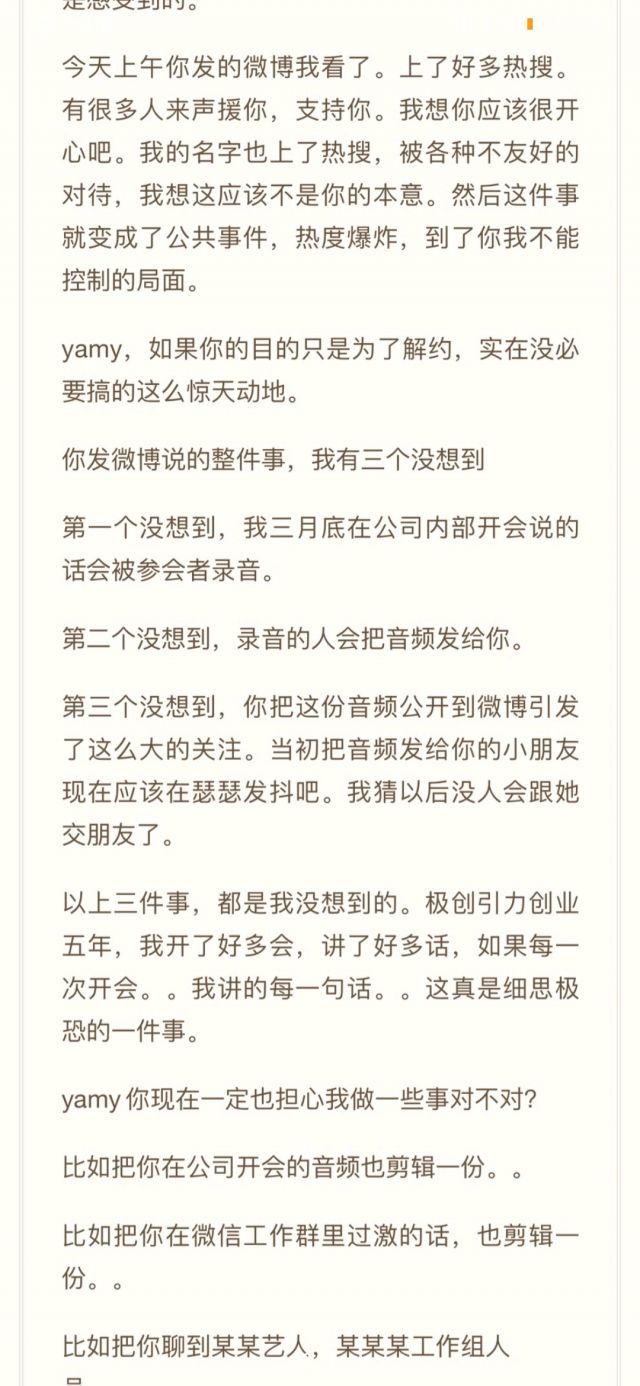 是感受到的。
今天上午你发的微博我看了。上了好多热搜。
有很多人来声援你，支持你。我想你应该很开
心吧。我的名字也上了热搜，被各种不友好的
对待，我想这应该不是你的本意。然后这件事
就变成了公共事件，热度爆炸，到了你我不能
控制的局面。
yamy，如果你的目的只是为了解约，实在没必
要搞的这么惊天动地。
你发微博说的整件事，我有三个没想到
第一个没想到，我三月底在公司内部开会说的
话会被参会者录音。
第二个没想到，录音的人会把音频发给你。
第三个没想到，你把这份音频公开到微博引发
了这么大的关注。当初把音频发给你的小朋友
现在应该在瑟瑟发抖吧。我猜以后没人会跟她
交朋友了。
以上三件事，都是我没想到的。极创引力创业
五年，我开了好多会，讲了好多话，如果每一
次开会。。我讲的每一句话。。这真是细思极
恐的一件事。
yamy你现在一定也担心我做一些事对不对？
比如把你在公司开会的音频也剪辑一份。。
比如把你在微信工作群里过激的话，也剪辑一
份。。
比如把你聊到某某艺人，某某某工作组人